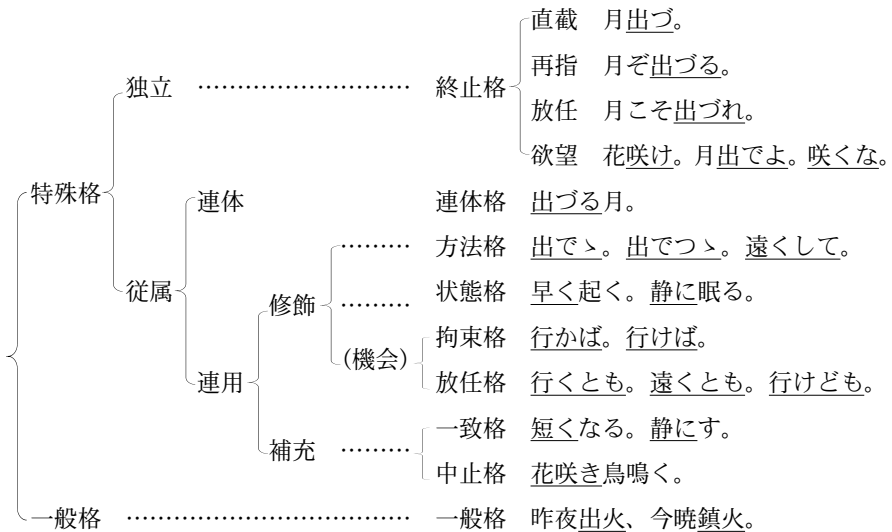 直截 月出づ。
再指 月ぞ出づる。
独立 ……………………… 終止格
放任 月こそ出づれ。
欲望 花咲け。月出でよ。咲くな。
特殊格
連体 連体格 出づる月。
……… 方法格 出でゝ。出でつゝ。遠くして。
従属
修飾 ……… 状態格 早く起く。静に眠る。
(機会)
拘束格 行かば。行けば。
連用
放任格 行くとも。遠くとも。行けども。
補充 ………
一致格 短くなる。静にす。
中止格 花咲き鳥鳴く。
一般格 ……………………………… 一般格 昨夜出火、今暁鎮火。